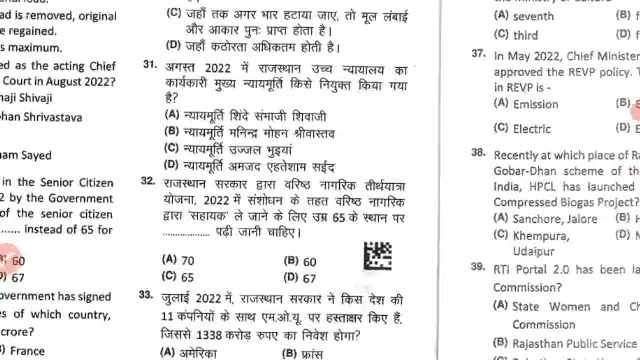 ad is removed, original
e regained.
s maximum.
ed as the acting Chief
Court in August 2022?
haji Shivaji
han Shrivastava
am Sayed
in the Senior Citizen
2 by the Government
of the senior citizen
...... instead of 65 for
60
67
overnment has signed
es of which country,
crore?
) France
(C) जहाँ तक अगर भार हटाया जाए, तो मूल लंबाई
और आकार पुनः प्राप्त होता है।
(D) जहाँ कठोरता अधिकतम होती है।
31. अगस्त 2022 में राजस्थान उच्च न्यायालय का
कार्यकारी मुख्य न्यायमूर्ति किसे नियुक्त किया गया
है?
(A) न्यायमूर्ति शिंदे संभाजी शिवाजी
(B) न्यायमूर्ति मनिन्द्र मोहन श्रीवास्तव
(C) न्यायमूर्ति उज्जल भुइयां
(D) न्यायमूर्ति अमजद एहतेशाम सईद
32. राजस्थान सरकार द्वारा वरिष्ठ नागरिक तीर्थयात्रा
योजना, 2022 में संशोधन के तहत वरिष्ठ नागरिक
द्वारा 'सहायक' ले जाने के लिए उम्र 65 के स्थान पर
.................. पढ़ी जानी चाहिए।
(A) 70 (B) 60
(C) 65 (D) 67
33. जुलाई 2022 में, राजस्थान सरकार ने किस देश की
11 कंपनियों के साथ एम.ओ.यू. पर हस्ताक्षर किए हैं,
जिससे 1338 करोड़ रुपए का निवेश होगा?
(A) अमेरिका (B) फ्रांस
(A) seventh (B)
(C) third (D)
37. In May 2022, Chief Minister
approved the REVP policy.
in REVP is -
(A) Emission (B)
(C) Electric (D)
38. Recently at which place of
Gobar-Dhan scheme of th
India, HPCL has launched
Compressed Biogas Project?
(A) Sanchore, Jalore (B)
(C) Khempura, (D)
Udaipur
39. RTI Portal 2.0 has been la
Commission?
(A) State Women and Ch
Commission
(B) Rajasthan Public Service